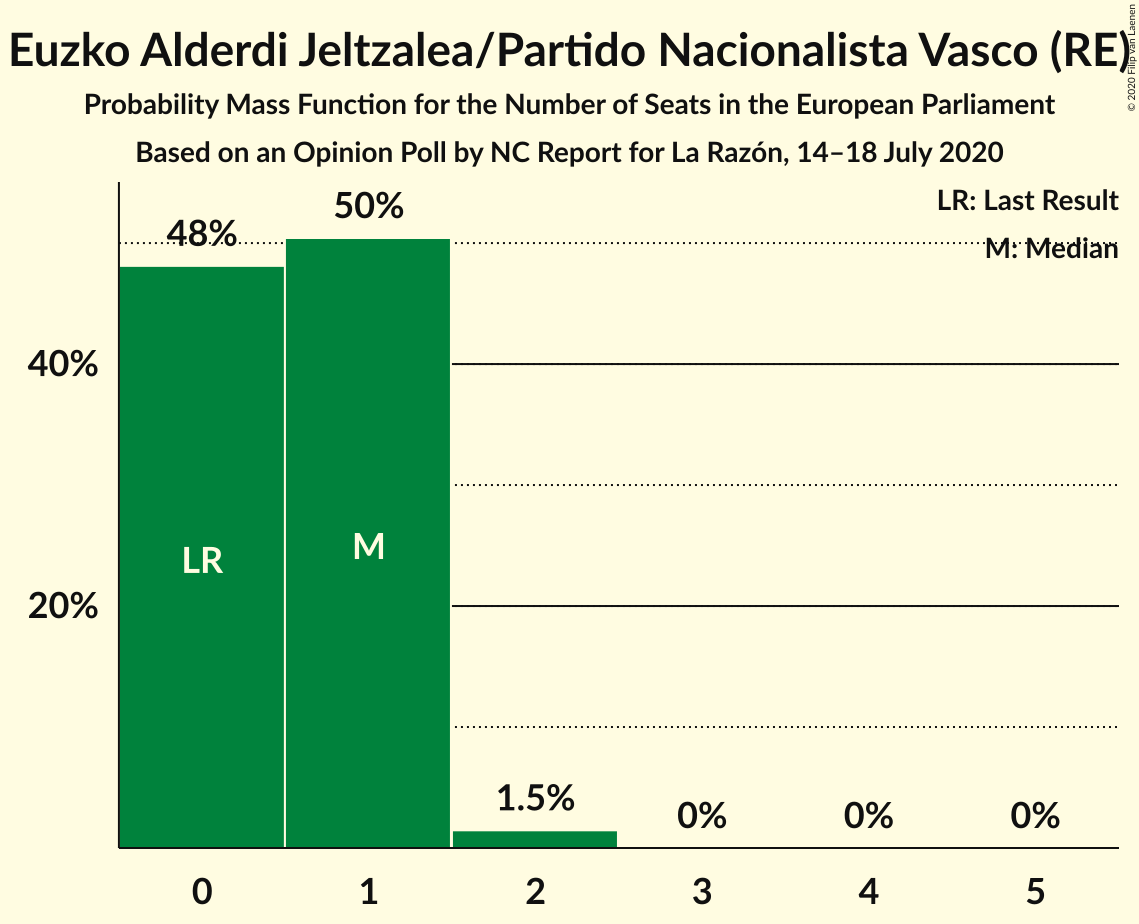 Euzko Alderdi Jeltzalea/Partido Nacionalista Vasco (RE)
© 2020 Filip van Laenen
Probability Mass Function for the Number of Seats in the European Parliament
Based on an Opinion Poll by NC Report for La Razón, 14–18 July 2020
LR: Last Result
M: Median
48%
50%
40%
20%
LR
M
1.5%
0%
0%
0%
0
1
2
3
4
5